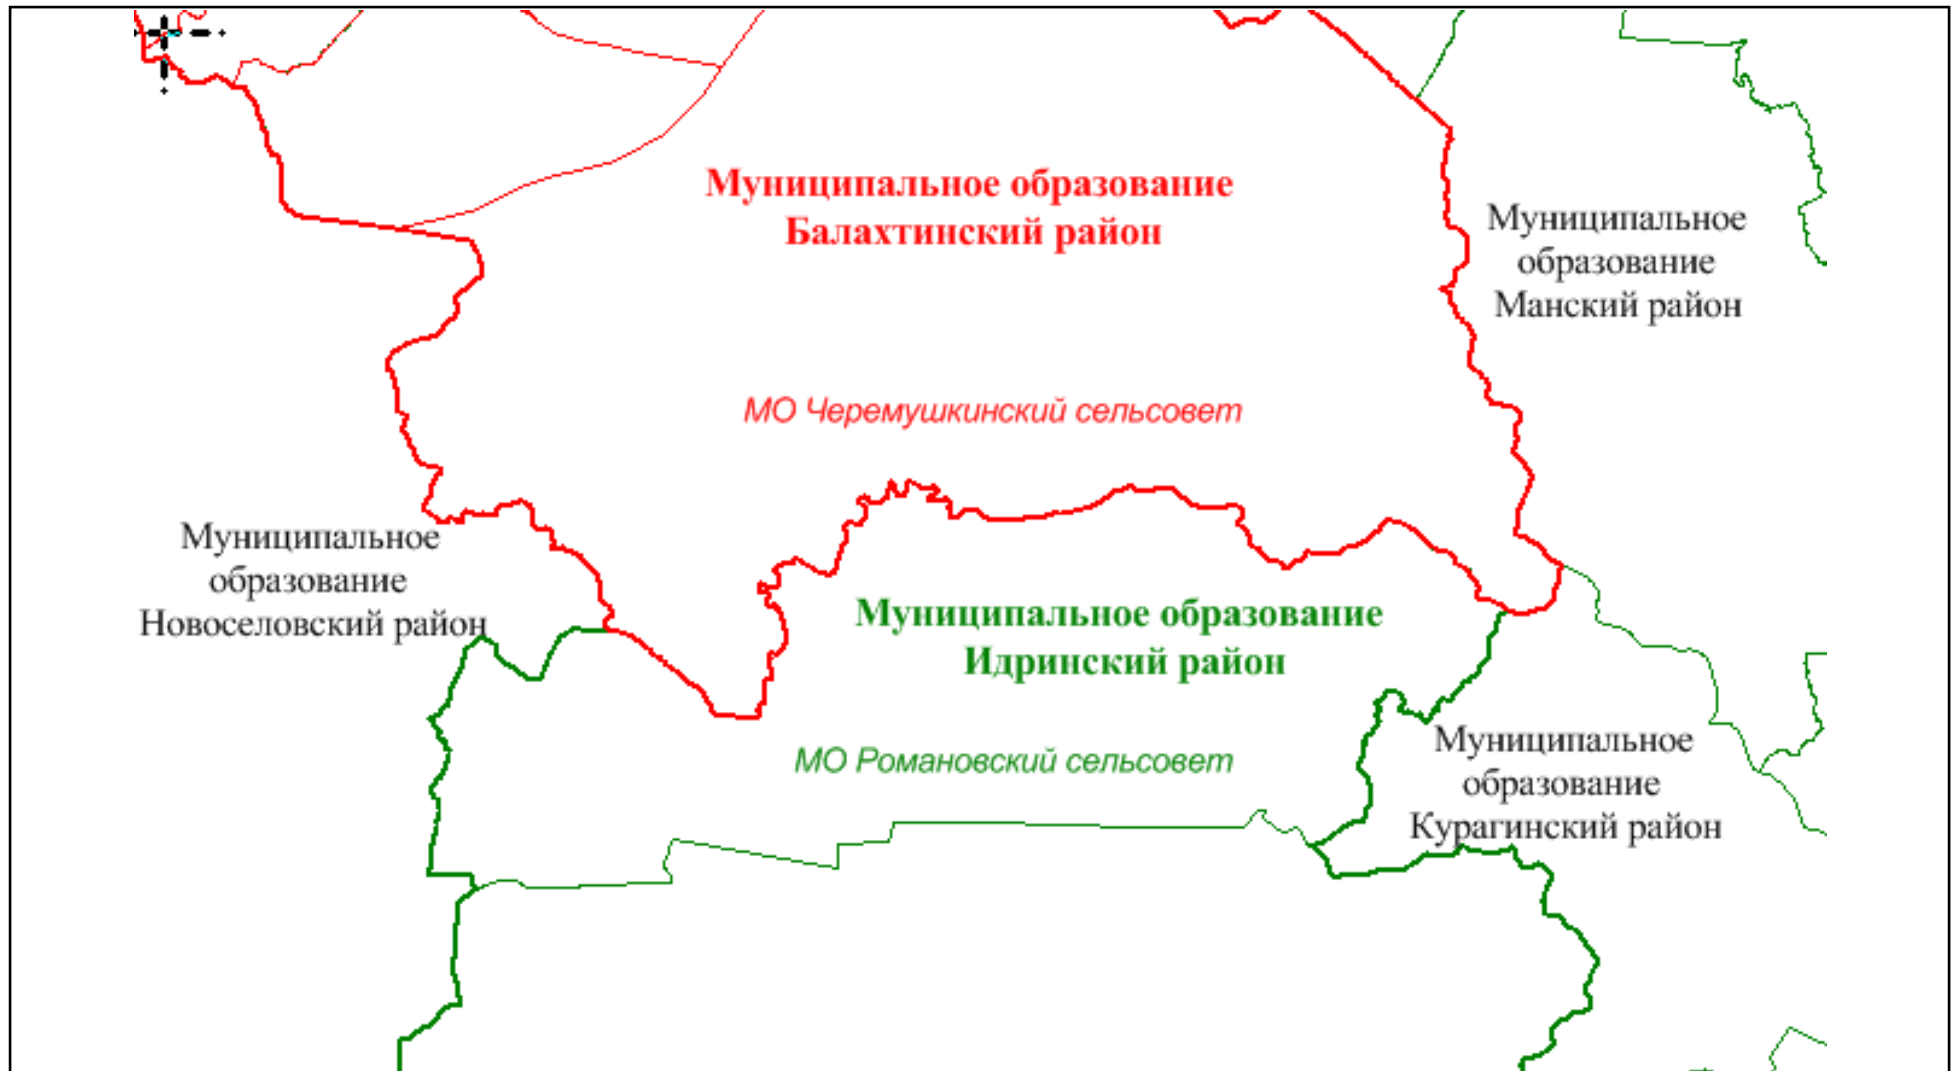 Муниципальное образование
Балахтинский район
Муниципальное
образование
Манский район
МО Черемушкинский сельсовет
Муниципальное
образование
Новоселовский район
Муниципальное образование
Идринский район
МО Романовский сельсовет
Муниципальное
образование
Курагинский район